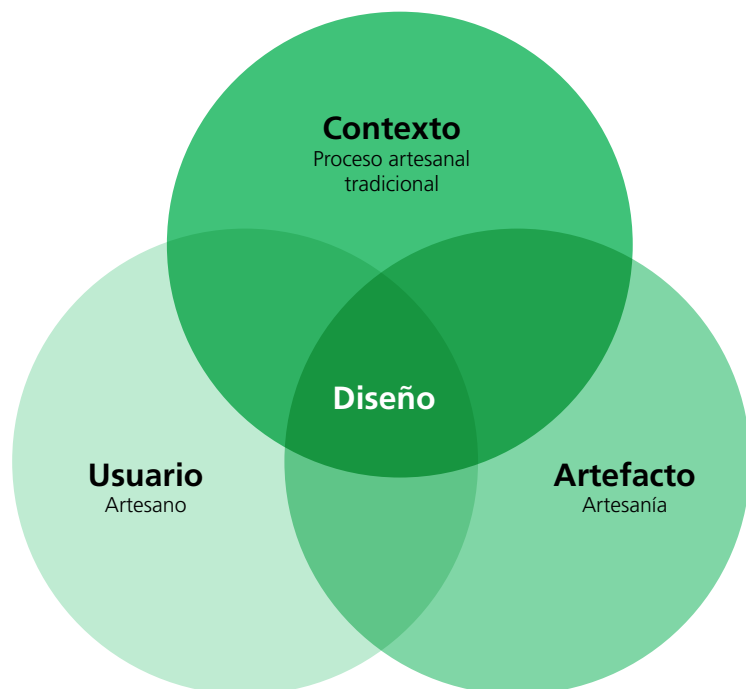 Contexto
Proceso artesanal
tradicional
Diseño
Usuario
Artesano
Artefacto
Artesanía